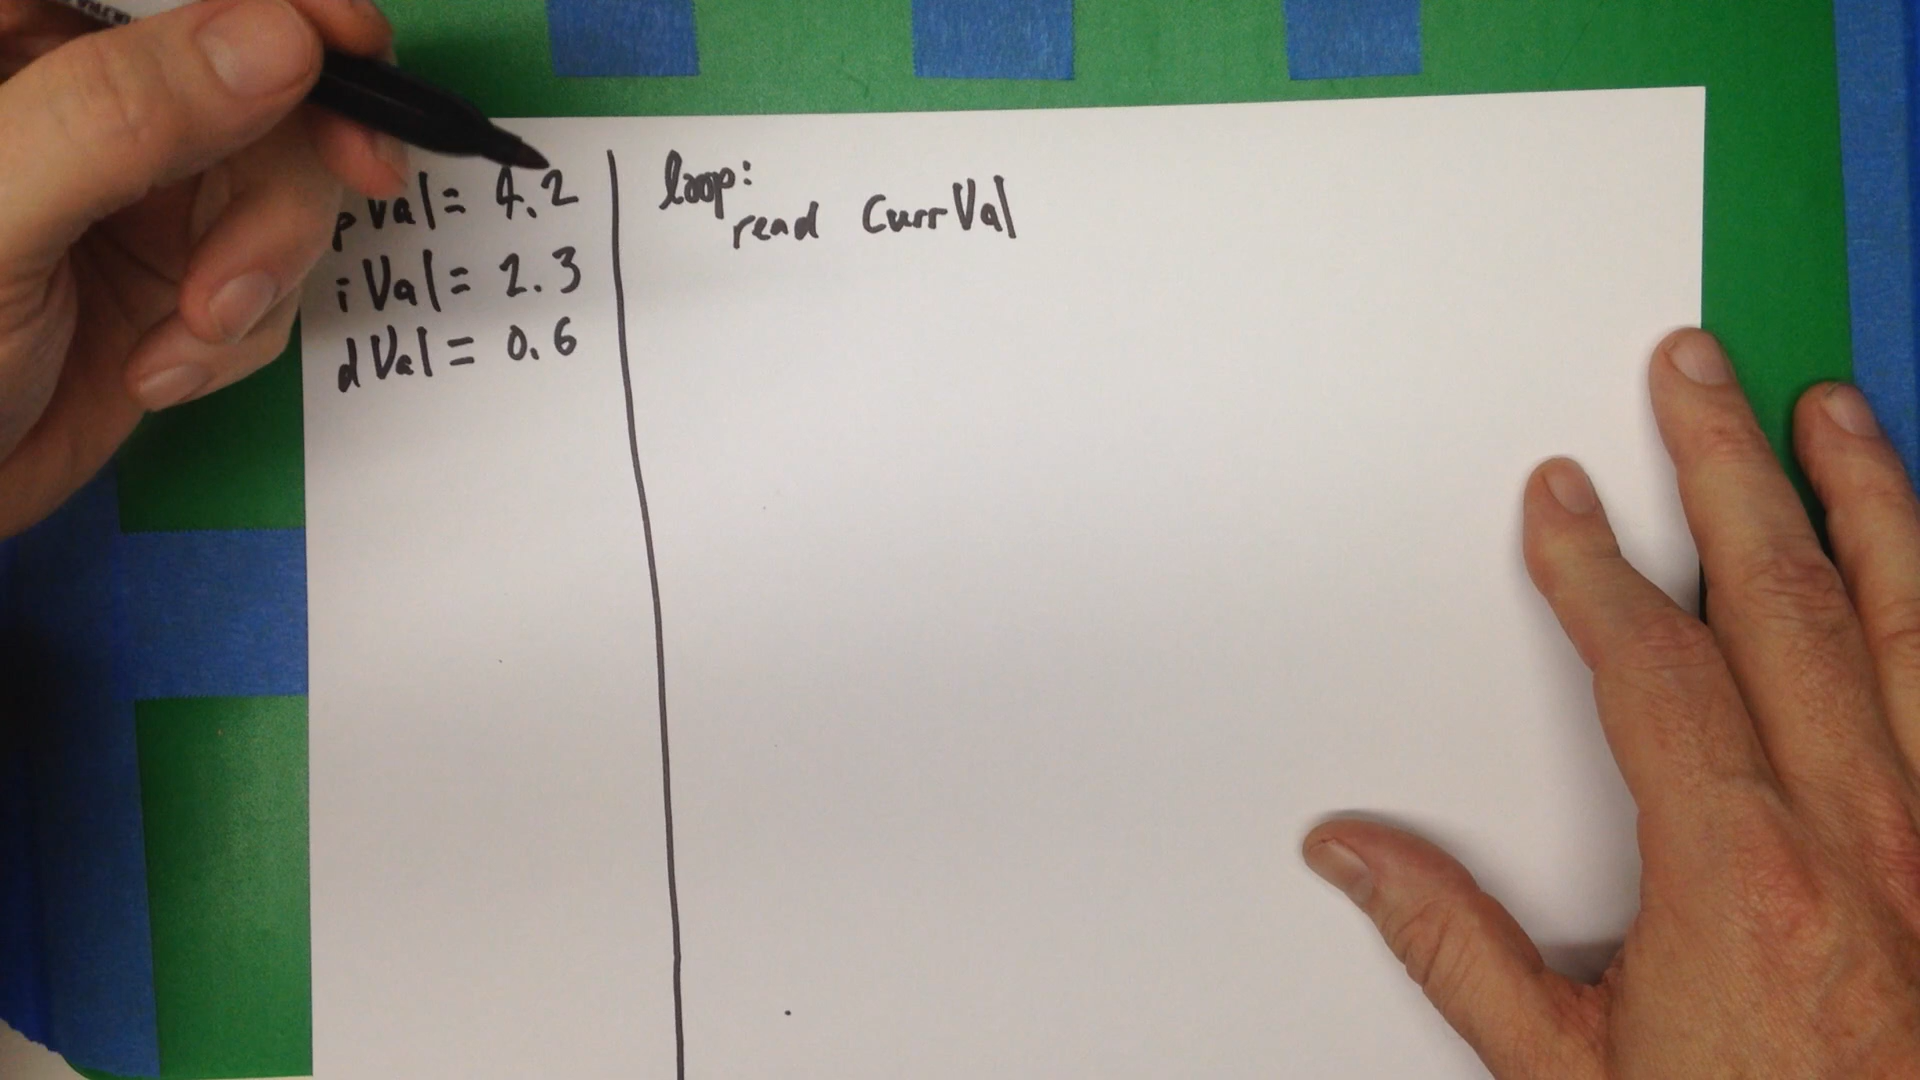 pVal = 4.2
iVal = 2.3
dVal = 0.6
loop:
read CurrVal